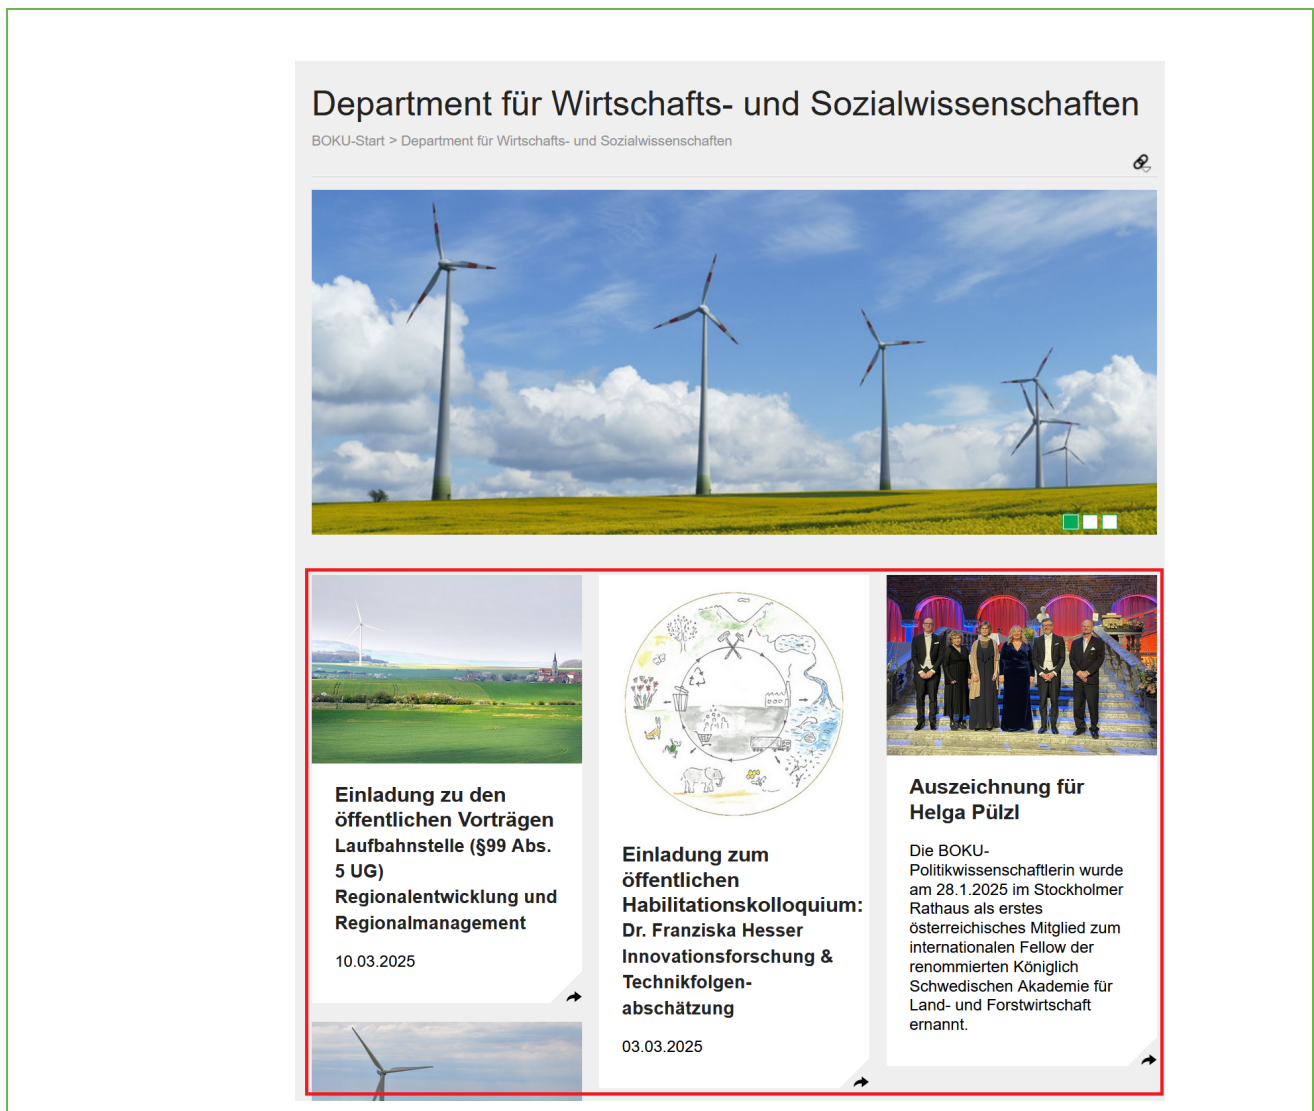 Department für Wirtschafts- und Sozialwissenschaften
BOKU-Start > Department für Wirtschafts- und Sozialwissenschaften
Einladung zu den
öffentlichen Vorträgen
Laufbahnstelle (§99 Abs.
5 UG)
Regionalentwicklung und
Regionalmanagement
10.03.2025
Einladung zum
öffentlichen
Habilitationskolloquium:
Dr. Franziska Hesser
Innovationsforschung &
Technikfolgen-
abschätzung
03.03.2025
Auszeichnung für
Helga Pülzl
Die BOKU-
Politikwissenschaftlerin wurde
am 28.1.2025 im Stockholmer
Rathaus als erstes
österreichisches Mitglied zum
internationalen Fellow der
renommierten Königlich
Schwedischen Akademie für
Land- und Forstwirtschaft
ernannt.